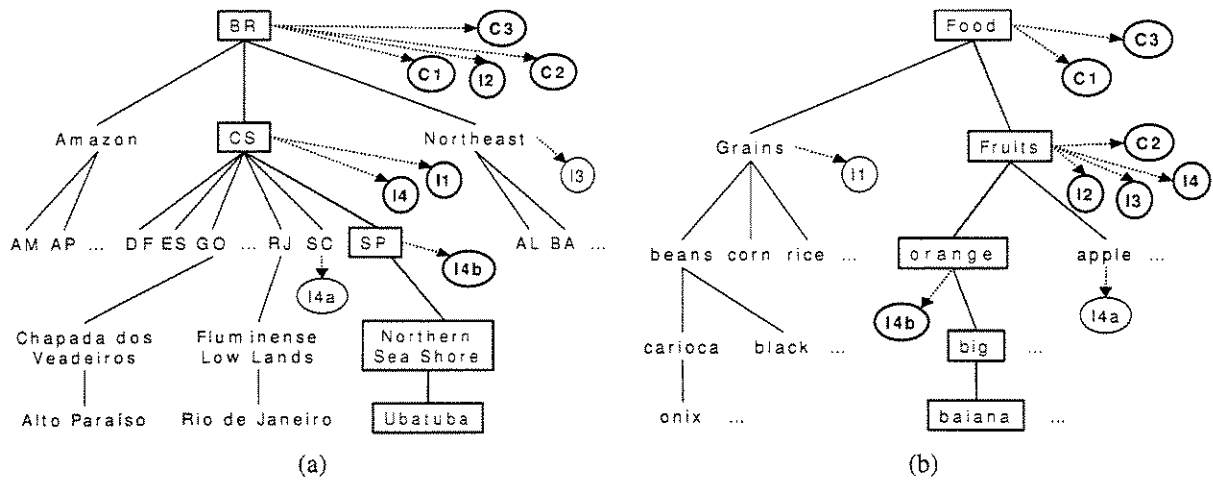 BR
C3
C1
I2
C2
Amazon
CS
Northeast
I4
I1
I3
AM AP ... DF ES GO ... RJ SC SP AL BA ...
I4b
I4a
Chapada dos
Veadeiros
Fluminense
Low Lands
Northern
Sea Shore
Alto Paraíso
Rio de Janeiro
Ubatuba
(a)
Food
C3
C1
Grains
Fruits
C2
I1
I2
I3
I4
beans corn rice ... orange apple ...
I4b
I4a
carioca black ... big ...
onix ... baiana ...
(b)